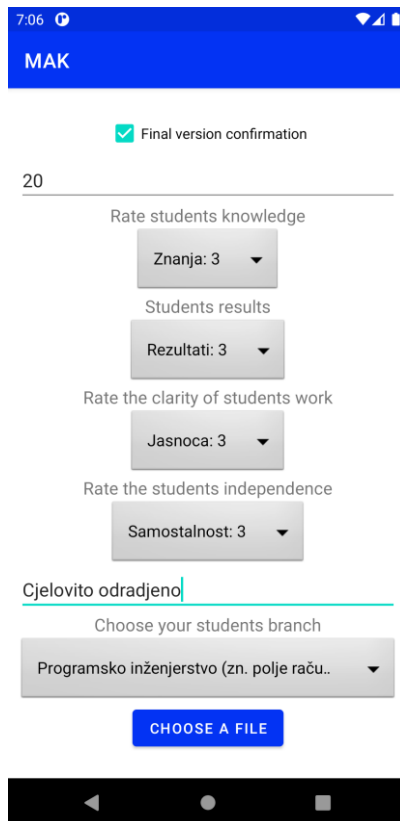 7:06
MAK
Final version confirmation
20
Rate students knowledge
Znanja: 3
Students results
Rezultati: 3
Rate the clarity of students work
Jasnoca: 3
Rate the students independence
Samostalnost: 3
Cjelovito odradjeno
Choose your students branch
Programsko inženjerstvo (zn. polje raču..
CHOOSE A FILE